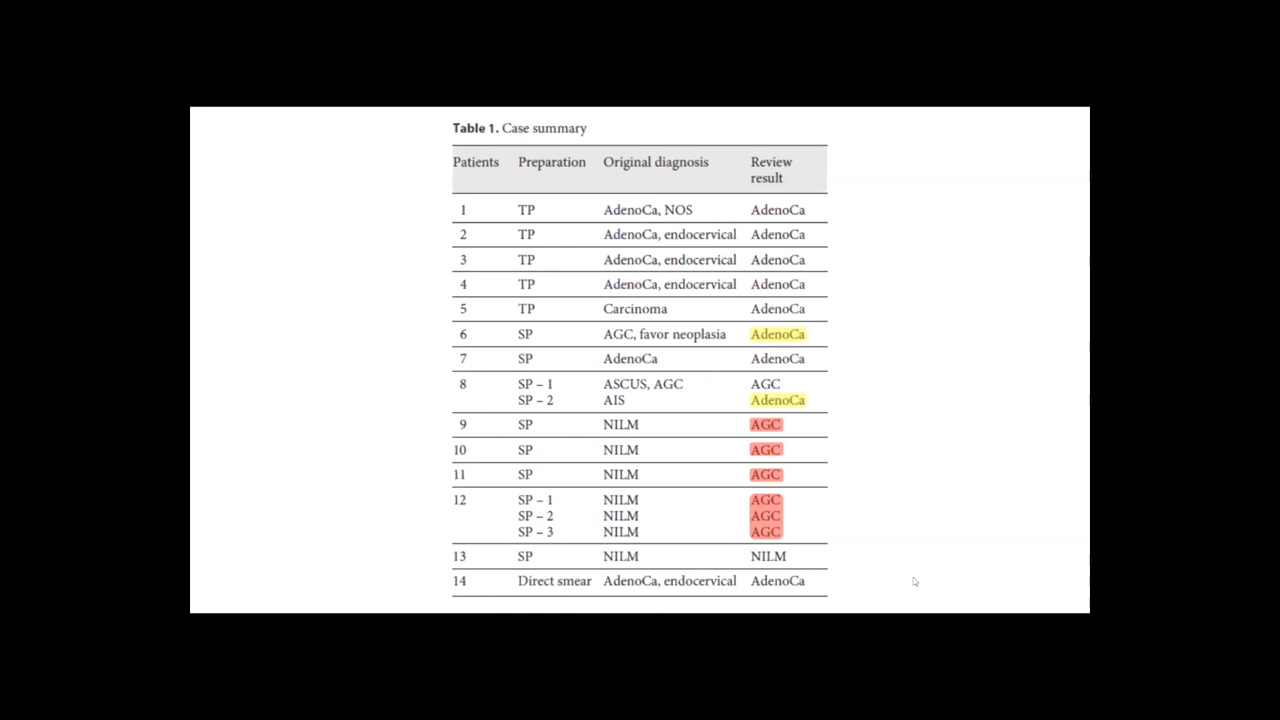 Table 1. Case summary
Patients Preparation Original diagnosis Review
result
1 TP AdenoCa, NOS AdenoCa
2 TP AdenoCa, endocervical AdenoCa
3 TP AdenoCa, endocervical AdenoCa
4 TP AdenoCa, endocervical AdenoCa
5 TP Carcinoma AdenoCa
6 SP AGC, favor neoplasia AdenoCa
7 SP AdenoCa AdenoCa
8 SP – 1 ASCUS, AGC AGC
SP – 2 AIS AdenoCa
9 SP NILM AGC
10 SP NILM AGC
11 SP NILM AGC
12 SP – 1 NILM AGC
SP – 2 NILM AGC
SP – 3 NILM AGC
13 SP NILM NILM
14 Direct smear AdenoCa, endocervical AdenoCa